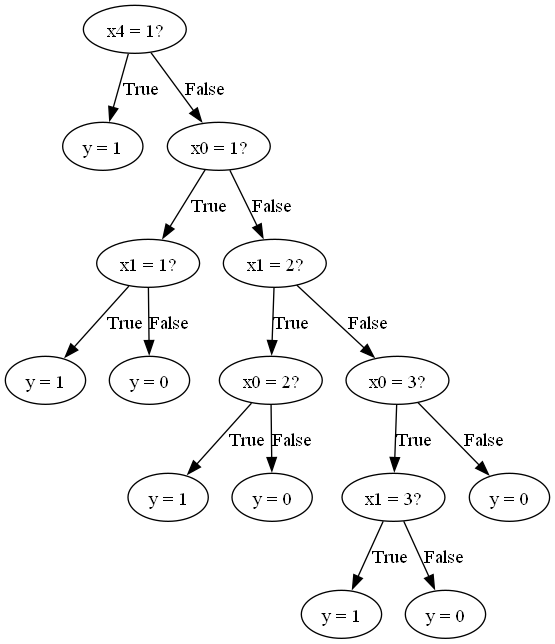 x4 = 1?
True
False
y = 1
x0 = 1?
True
False
x1 = 1?
x1 = 2?
True
False
True
False
y = 1
y = 0
x0 = 2?
x0 = 3?
True
False
True
False
y = 1
y = 0
x1 = 3?
y = 0
True
False
y = 1
y = 0